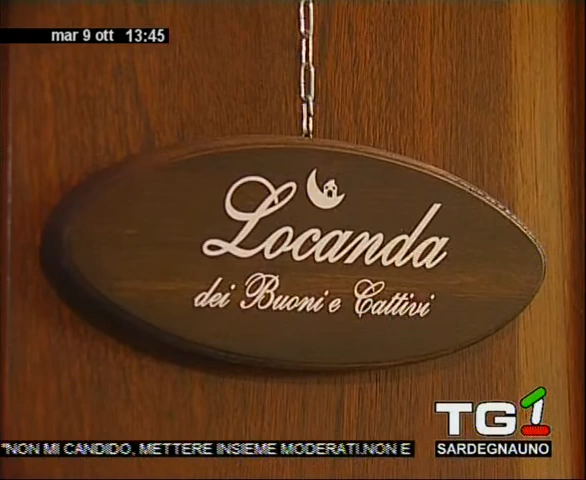 mar 9 ott 13:45
Locanda
dei Buoni e Cattivi
TG1
SARDEGNAUNO
"NON MI CANDIDO, METTERE INSIEME MODERATI.NON E